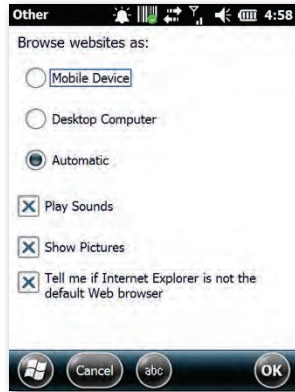 Other 4:58
Browse websites as:
Mobile Device
Desktop Computer
Automatic
Play Sounds
Show Pictures
Tell me if Internet Explorer is not the
default Web browser
Cancel abc OK